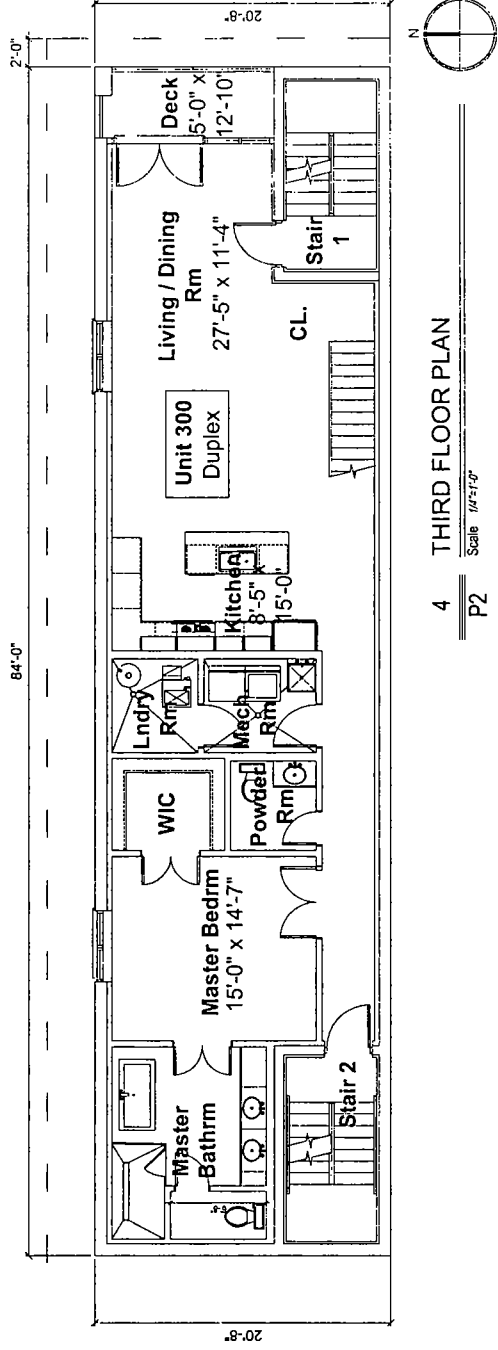 84'-0"
2'-0"
20'-8"
20'-8"
N
Deck
5'-0" x
12'-10"
Living / Dining
Rm
27'-5" x 11'-4"
Stair
1
CL.
Unit 300
Duplex
Kitchen
8'-5" x
15'-0"
Lndry
Rm
Mech
Rm
WIC
Powder
Rm
Master Bedrm
15'-0" x 14'-7"
Master
Bathrm
Stair 2
4
P2
THIRD FLOOR PLAN
Scale 1/4"=1'-0"